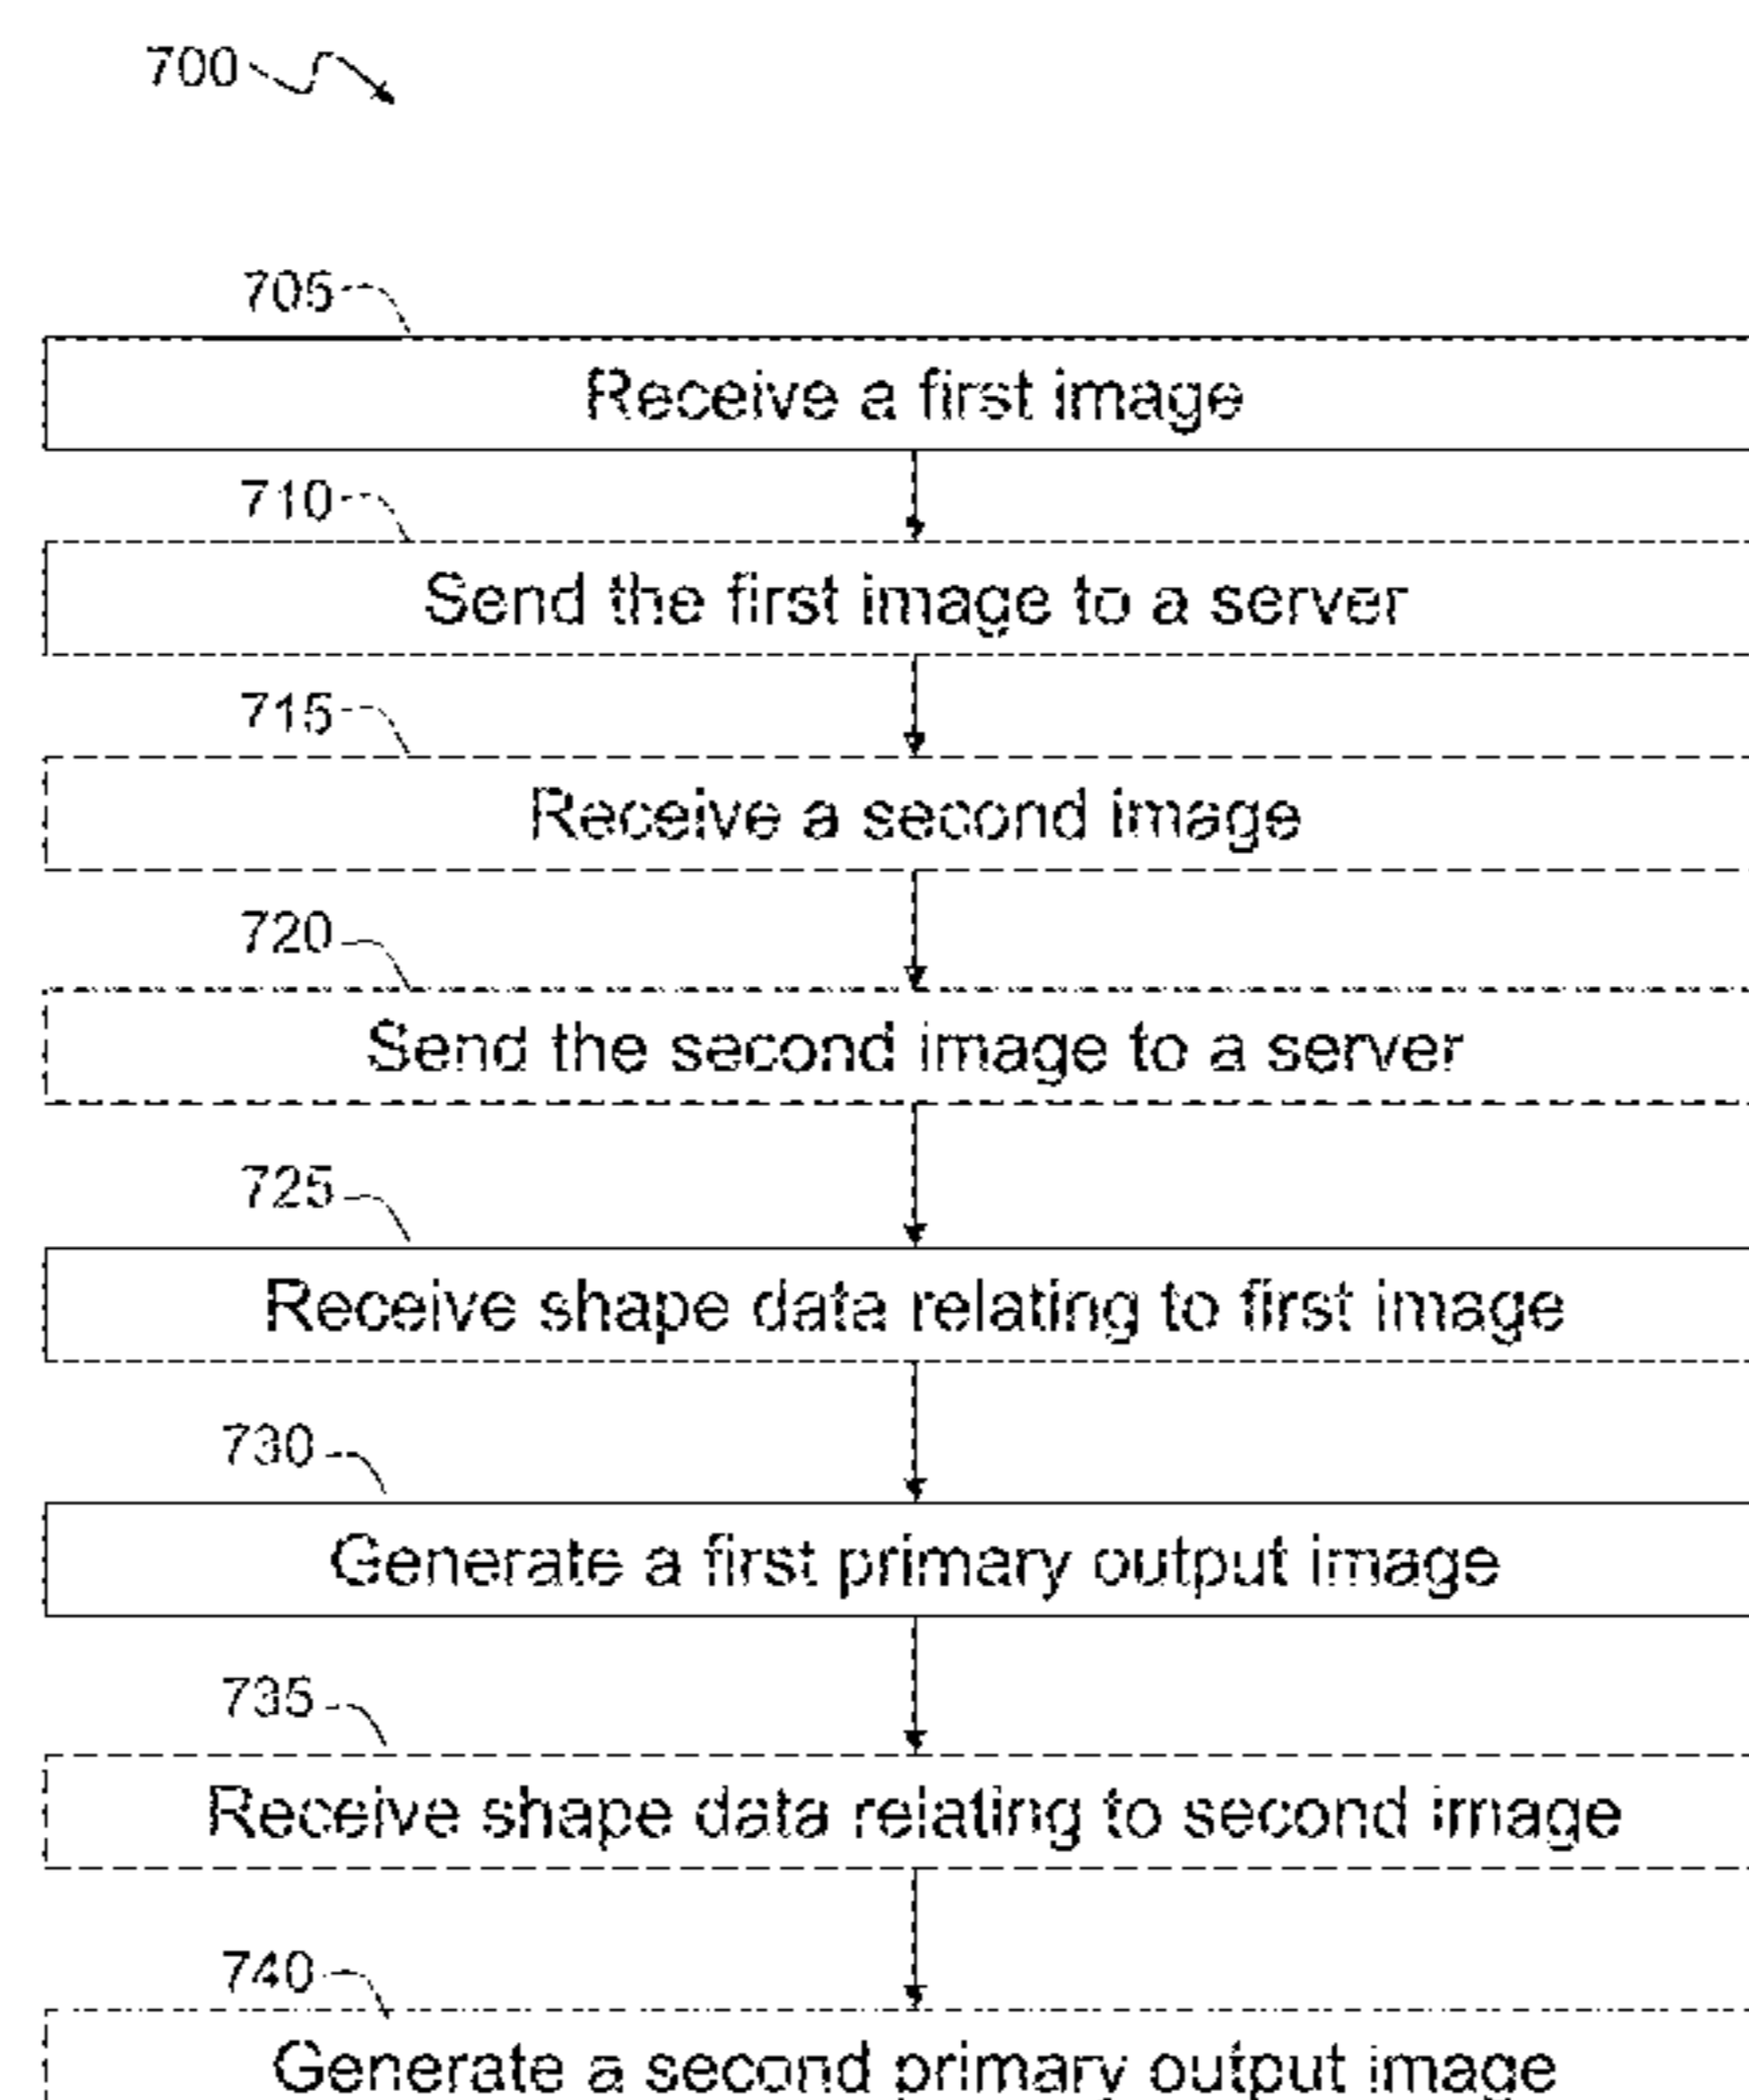 700
705
Receive a first image
710
Send the first image to a server
715
Receive a second image
720
Send the second image to a server
725
Receive shape data relating to first image
730
Generate a first primary output image
735
Receive shape data relating to second image
740
Generate a second primary output image